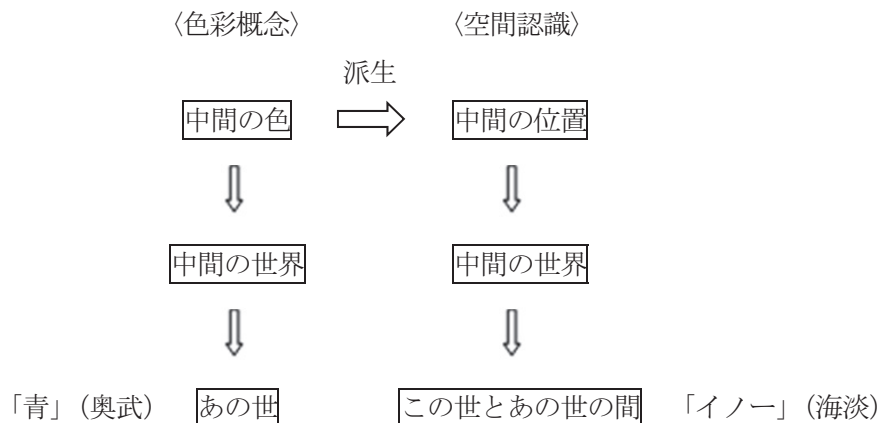 〈色彩概念〉 〈空間認識〉
派生
中間の色 中間の位置
中間の世界 中間の世界
「青」（奥武） あの世 この世とあの世の間 「イノー」（海淡）